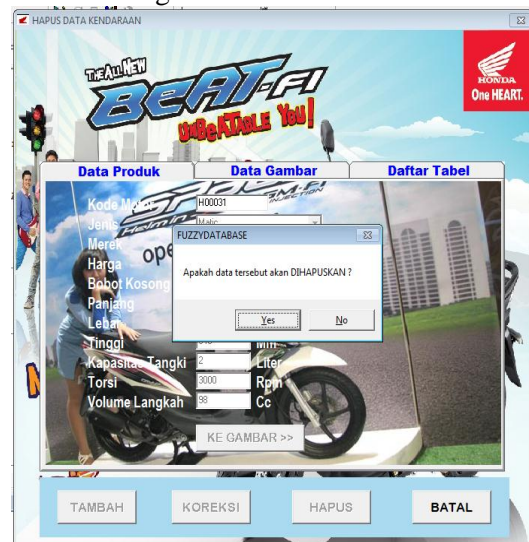 HAPUS DATA KENDARAAN
THE ALL NEW
BEAT-FI
UNBEATABLE YOU!
HONDA
One HEART.
Data Produk
Data Gambar
Daftar Tabel
Kode
H00031
Jenis
Matic
Merek
Harga
Bobot Kosong
Panjang
Lebar
Tinggi
Mm
Kapasitas Tangki
2
Liter
Torsi
3000
Rpm
Volume Langkah
98
Cc
KE GAMBAR >>
FUZZYDATABASE
Apakah data tersebut akan DIHAPUSKAN ?
Yes
No
TAMBAH
KOREKSI
HAPUS
BATAL